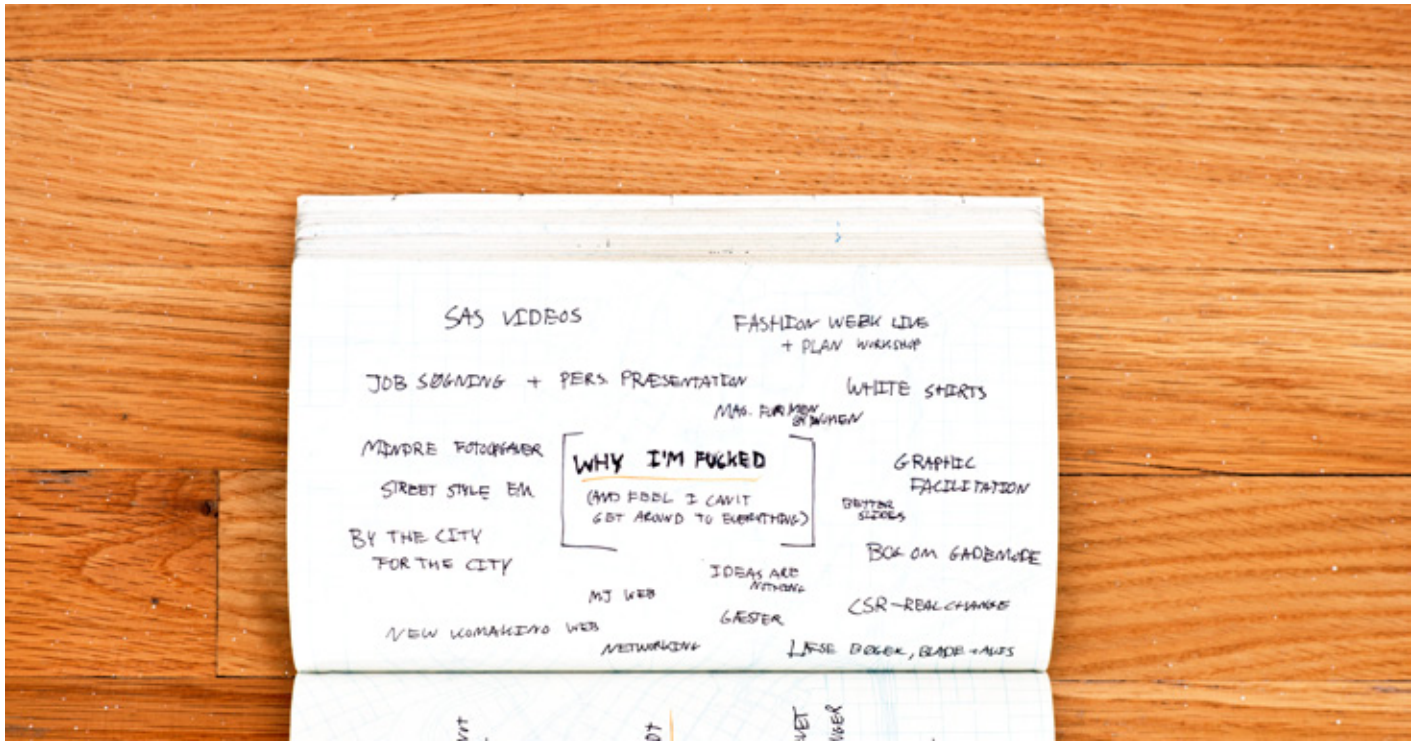 SAS VIDEOS
FASHION WEEK LIVE
+ PLAN WORKSHOP
JOB SØGNING + PERS. PRÆSENTATION
WHITE SHIRTS
MAG. FOR MEN
BY WOMEN
MINDRE FOTOOPGAVER
WHY I'M FUCKED
(AND FEEL I CAN'T
GET AROUND TO EVERYTHING)
GRAPHIC
FACILITATION
STREET STYLE EM
BETTER
SLIDES
BY THE CITY
FOR THE CITY
BOG OM GADEMODE
IDEAS ARE
NOTHING
MJ WEB
CSR-REAL CHANGE
GÆSTER
NEW KOMAKINO WEB
NETWORKING
LÆSE BØGER, BLADE + AVIS